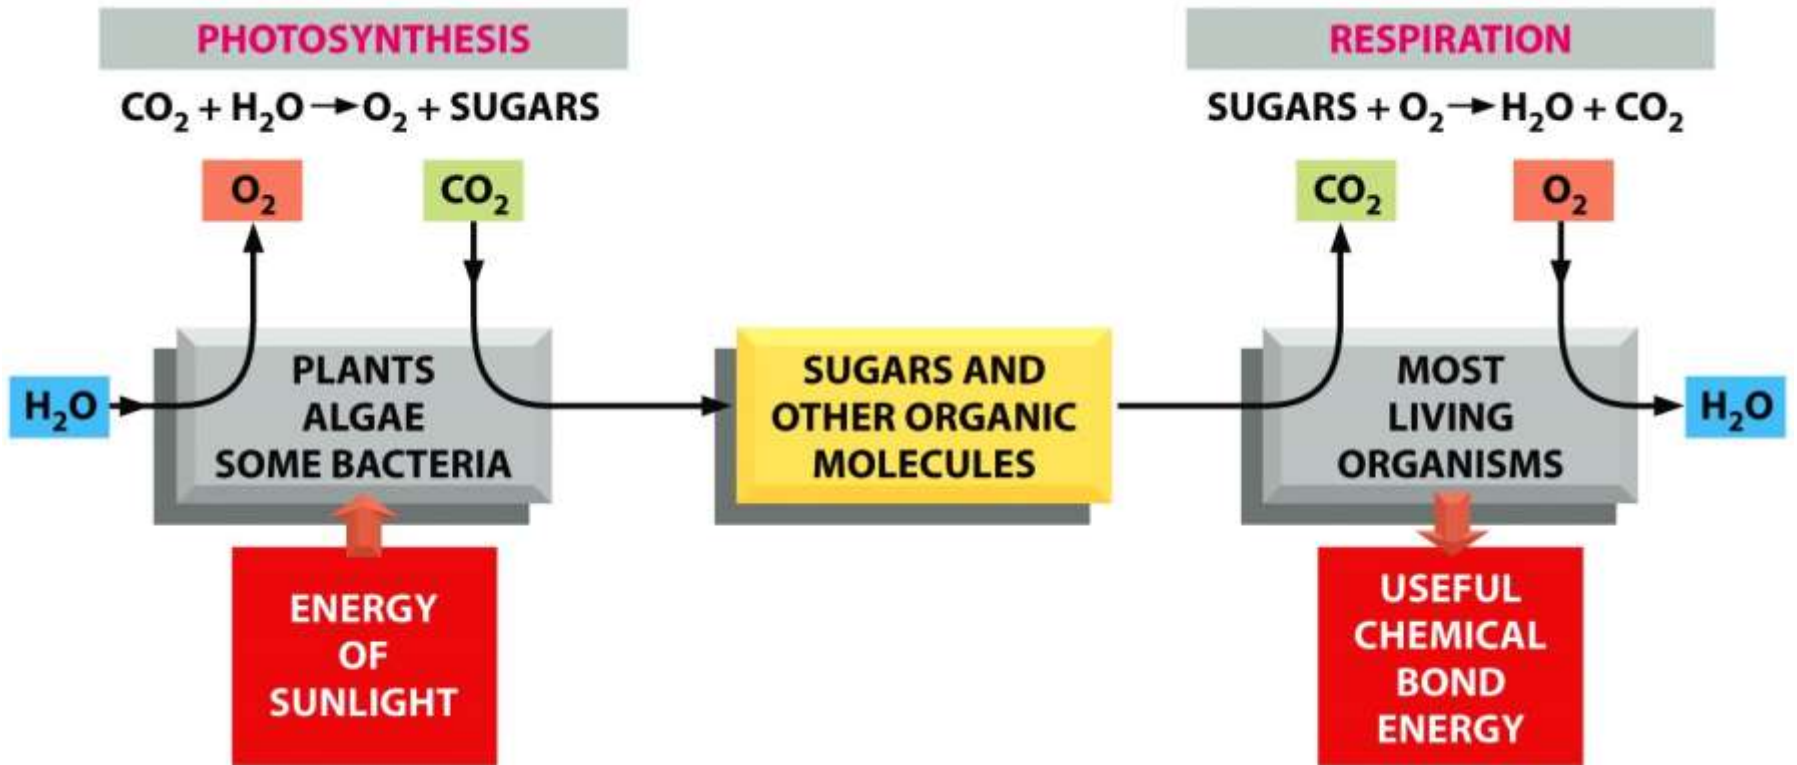 PHOTOSYNTHESIS
CO₂ + H₂O → O₂ + SUGARS
O₂
CO₂
H₂O
PLANTS
ALGAE
SOME BACTERIA
ENERGY
OF
SUNLIGHT
SUGARS AND
OTHER ORGANIC
MOLECULES
RESPIRATION
SUGARS + O₂ → H₂O + CO₂
CO₂
O₂
MOST
LIVING
ORGANISMS
H₂O
USEFUL
CHEMICAL
BOND
ENERGY